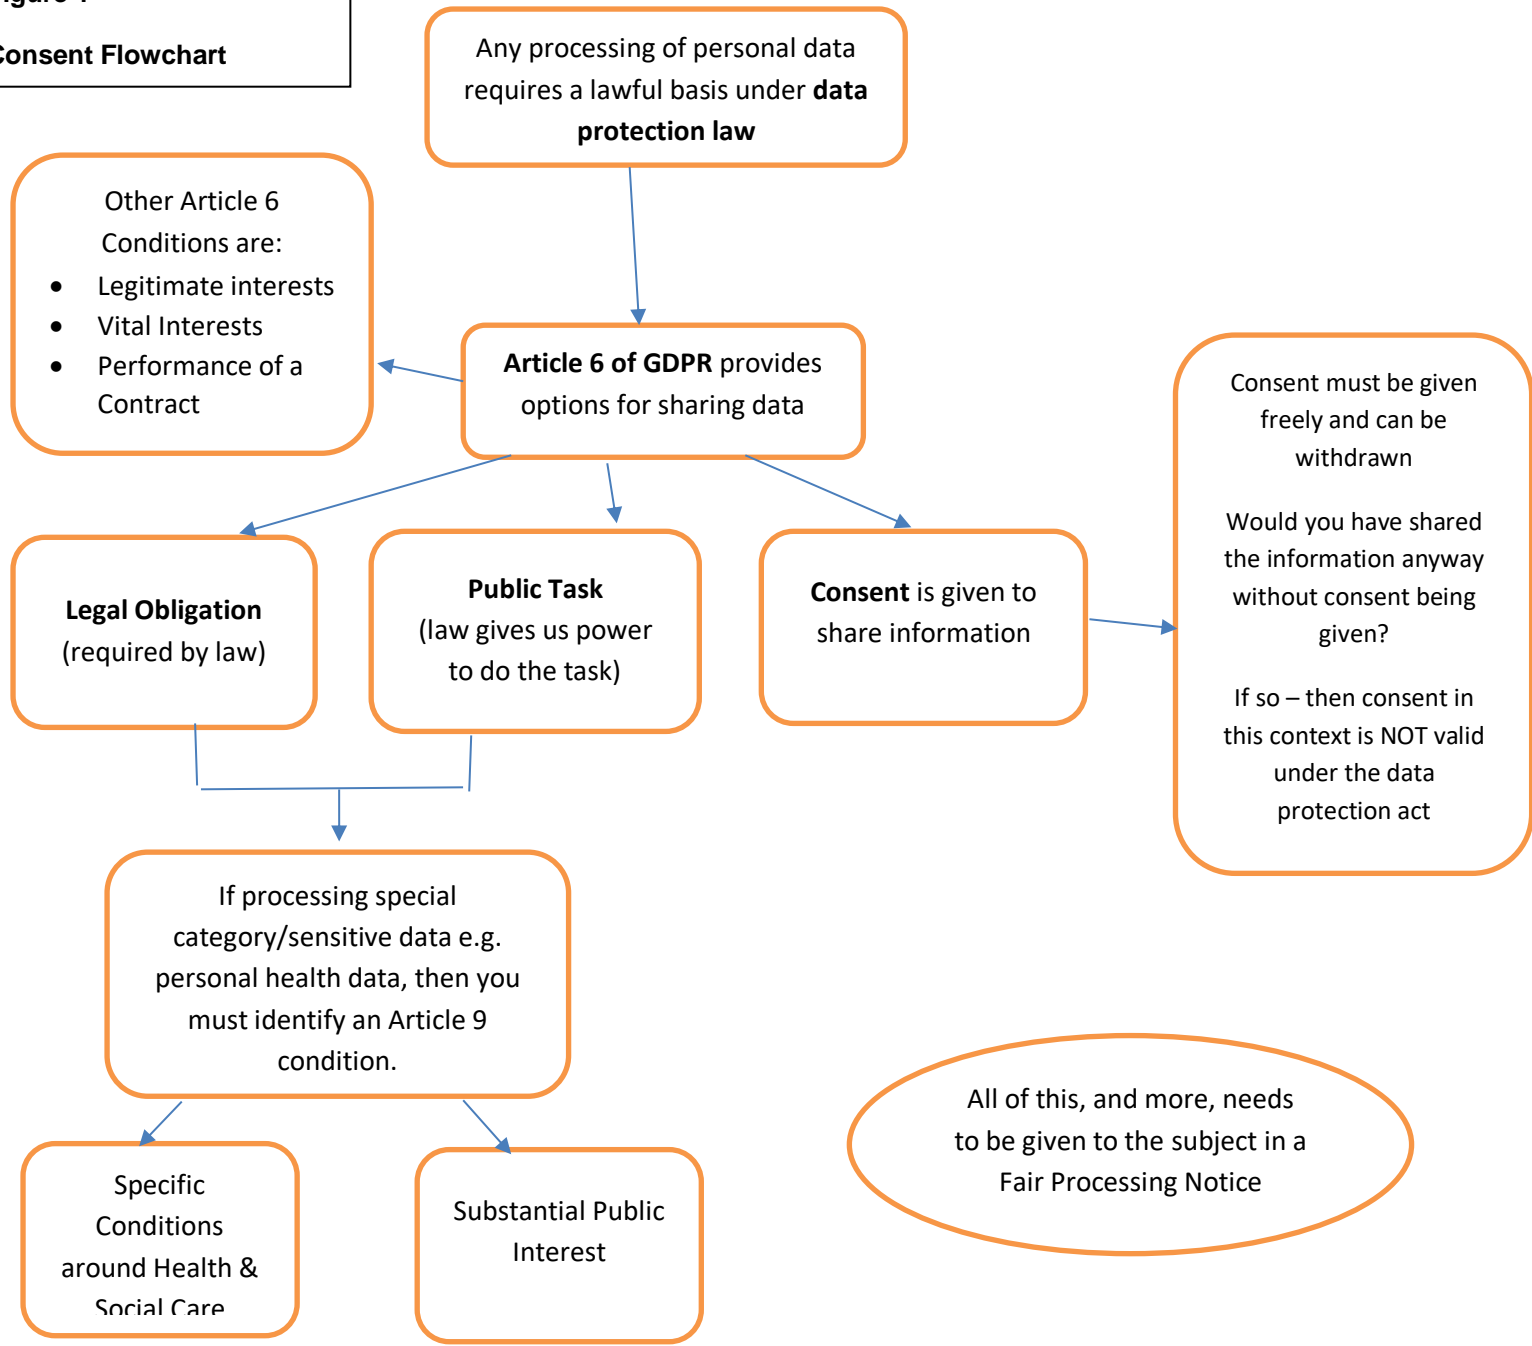 Consent Flowchart
Any processing of personal data
requires a lawful basis under data
protection law
Other Article 6
Conditions are:
• Legitimate interests
• Vital Interests
• Performance of a
Contract
Article 6 of GDPR provides
options for sharing data
Consent must be given
freely and can be
withdrawn
Would you have shared
the information anyway
without consent being
given?
If so – then consent in
this context is NOT valid
under the data
protection act
Legal Obligation
(required by law)
Public Task
(law gives us power
to do the task)
Consent is given to
share information
If processing special
category/sensitive data e.g.
personal health data, then you
must identify an Article 9
condition.
Specific
Conditions
around Health &
Social Care
Substantial Public
Interest
All of this, and more, needs
to be given to the subject in a
Fair Processing Notice